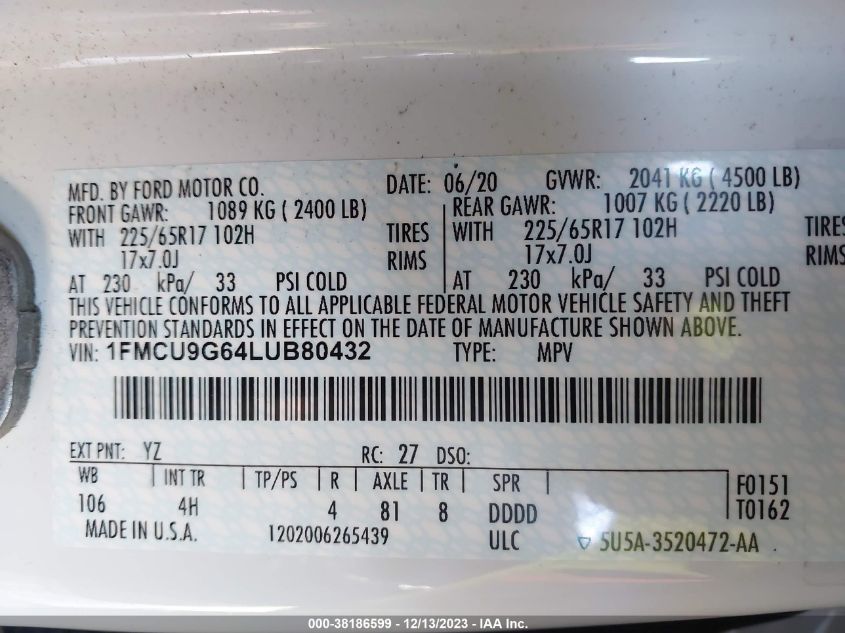 MFD. BY FORD MOTOR CO. DATE: 06/20 GVWR: 2041 KG ( 4500 LB)
FRONT GAWR: 1089 KG ( 2400 LB) REAR GAWR: 1007 KG ( 2220 LB)
WITH 225/65R17 102H TIRES WITH 225/65R17 102H TIRES
17x7.0J RIMS 17x7.0J RIMS
AT 230 kPa/ 33 PSI COLD AT 230 kPa/ 33 PSI COLD
THIS VEHICLE CONFORMS TO ALL APPLICABLE FEDERAL MOTOR VEHICLE SAFETY AND THEFT
PREVENTION STANDARDS IN EFFECT ON THE DATE OF MANUFACTURE SHOWN ABOVE.
VIN: 1FMCU9G64LUB80432 TYPE: MPV
EXT PNT: YZ RC: 27 DSO:
WB INT TR TP/PS R AXLE TR SPR F0151
106 4H 4 81 8 DDDD T0162
MADE IN U.S.A. 1202006265439 ULC 5U5A-3520472-AA
000-38186599 - 12/13/2023 - IAA Inc.